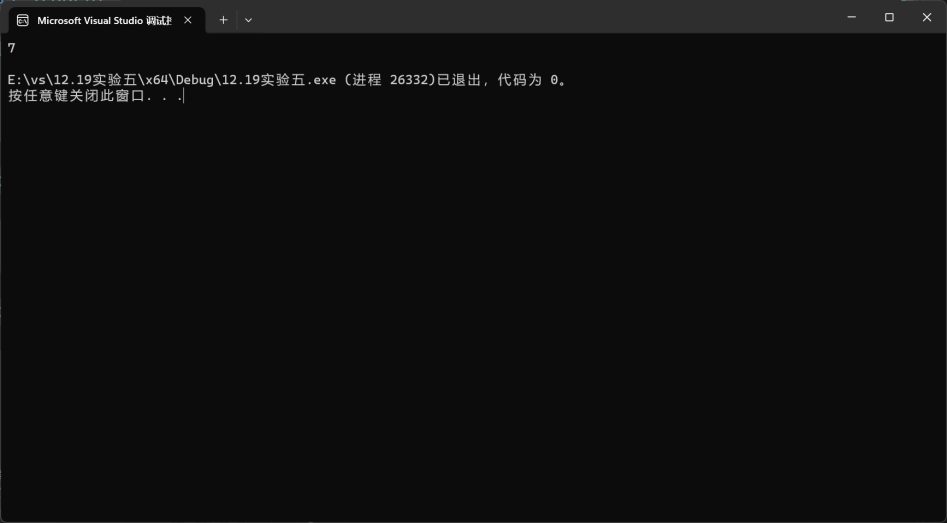 Microsoft Visual Studio 调试
7
E:\vs\12.19实验五\x64\Debug\12.19实验五.exe (进程 26332)已退出，代码为 0。
按任意键关闭此窗口. . .